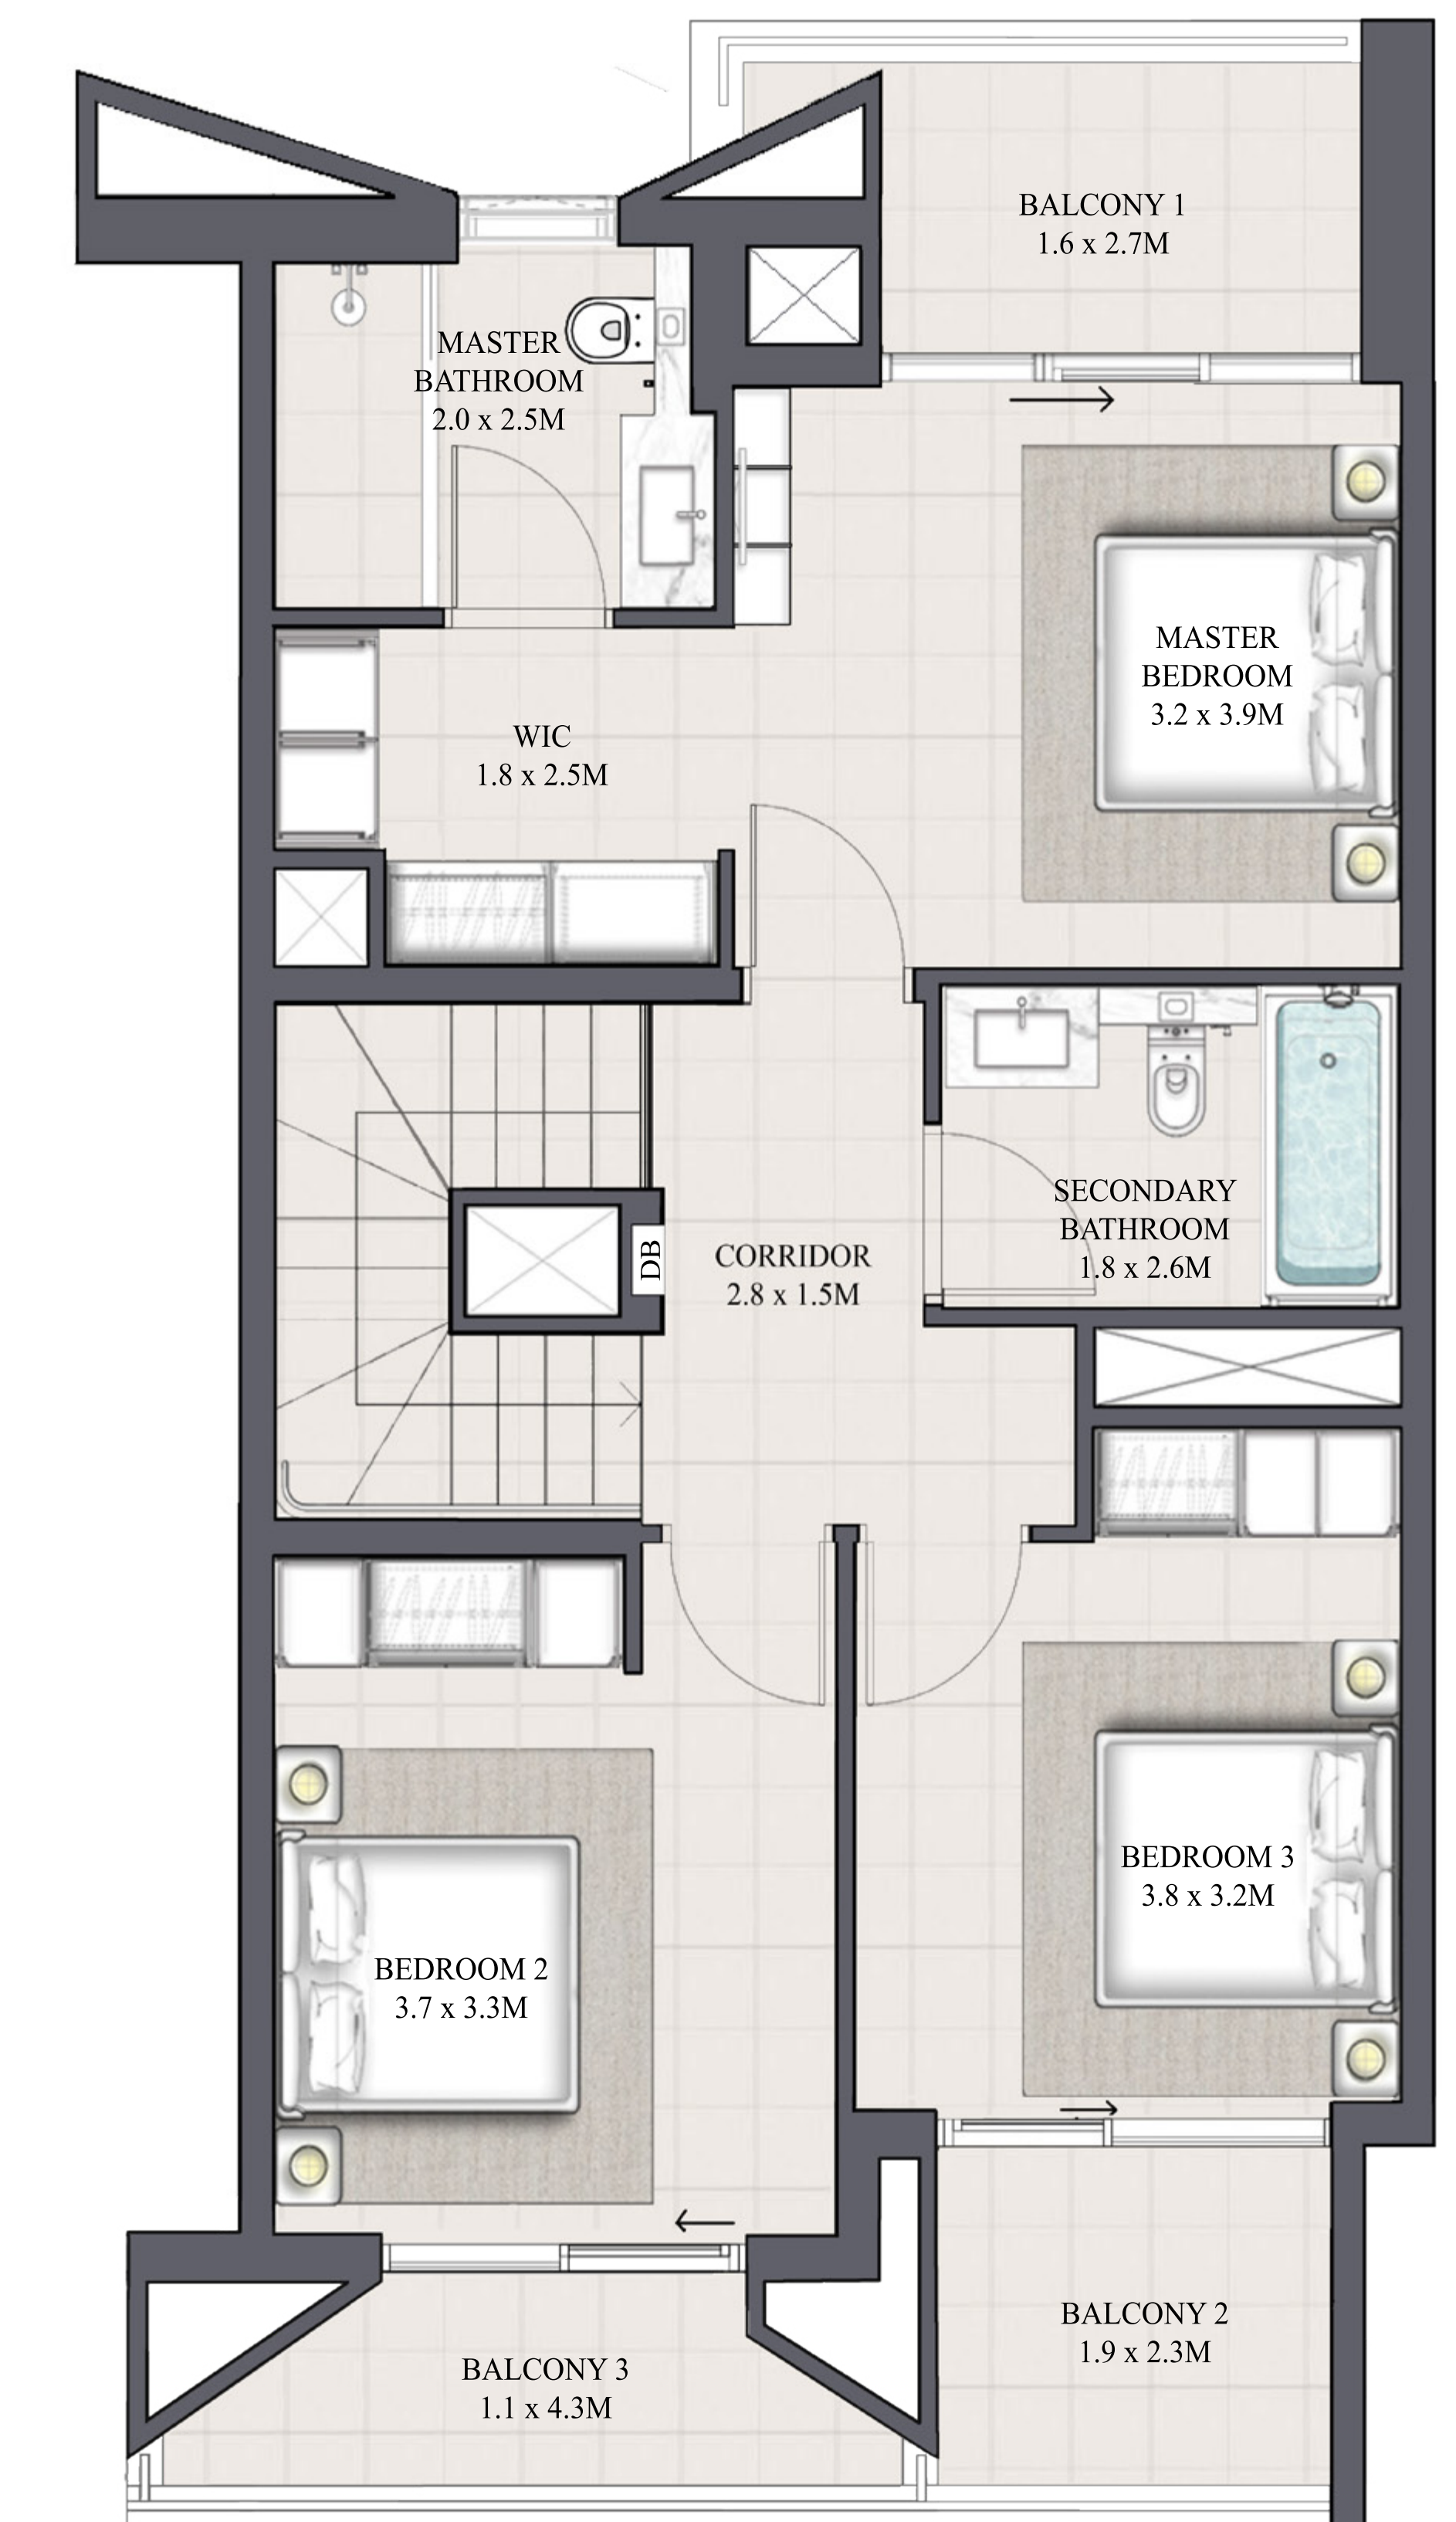 BALCONY 1
1.6 x 2.7M
MASTER
BATHROOM
2.0 x 2.5M
MASTER
BEDROOM
3.2 x 3.9M
WIC
1.8 x 2.5M
SECONDARY
BATHROOM
1.8 x 2.6M
DB
CORRIDOR
2.8 x 1.5M
BEDROOM 3
3.8 x 3.2M
BEDROOM 2
3.7 x 3.3M
BALCONY 2
1.9 x 2.3M
BALCONY 3
1.1 x 4.3M